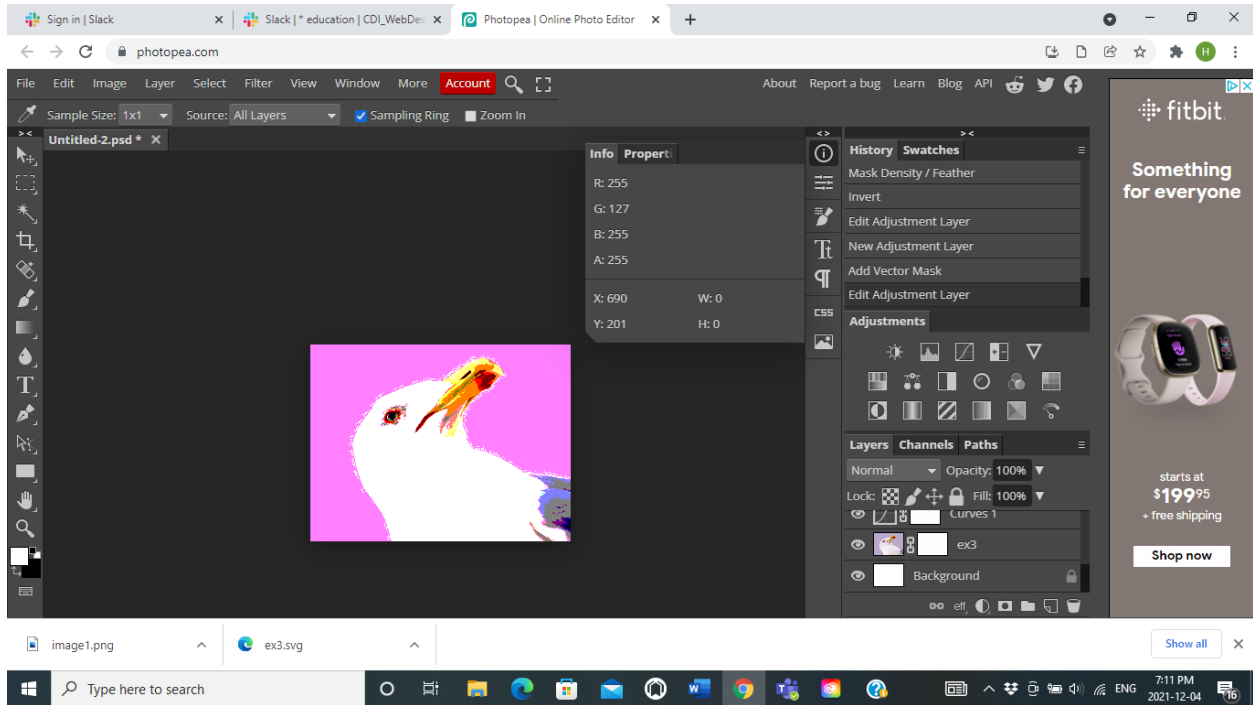 Sign in | Slack
Slack | * education | CDI_WebDes
Photopea | Online Photo Editor
photopea.com
H
File Edit Image Layer Select Filter View Window More Account
About Report a bug Learn Blog API
Sample Size: 1x1 Source: All Layers Sampling Ring Zoom In
Untitled-2.psd *
Info Properti
R: 255
G: 127
B: 255
A: 255
X: 690 W: 0
Y: 201 H: 0
CSS
History Swatches
Mask Density / Feather
Invert
Edit Adjustment Layer
New Adjustment Layer
Add Vector Mask
Edit Adjustment Layer
Adjustments
Layers Channels Paths
Normal Opacity: 100%
Lock: Fill: 100%
Curves 1
ex3
Background
eff
fitbit
Something
for everyone
starts at
$19995
+ free shipping
Shop now
image1.png
ex3.svg
Show all
Type here to search
ENG
7:11 PM
2021-12-04
16